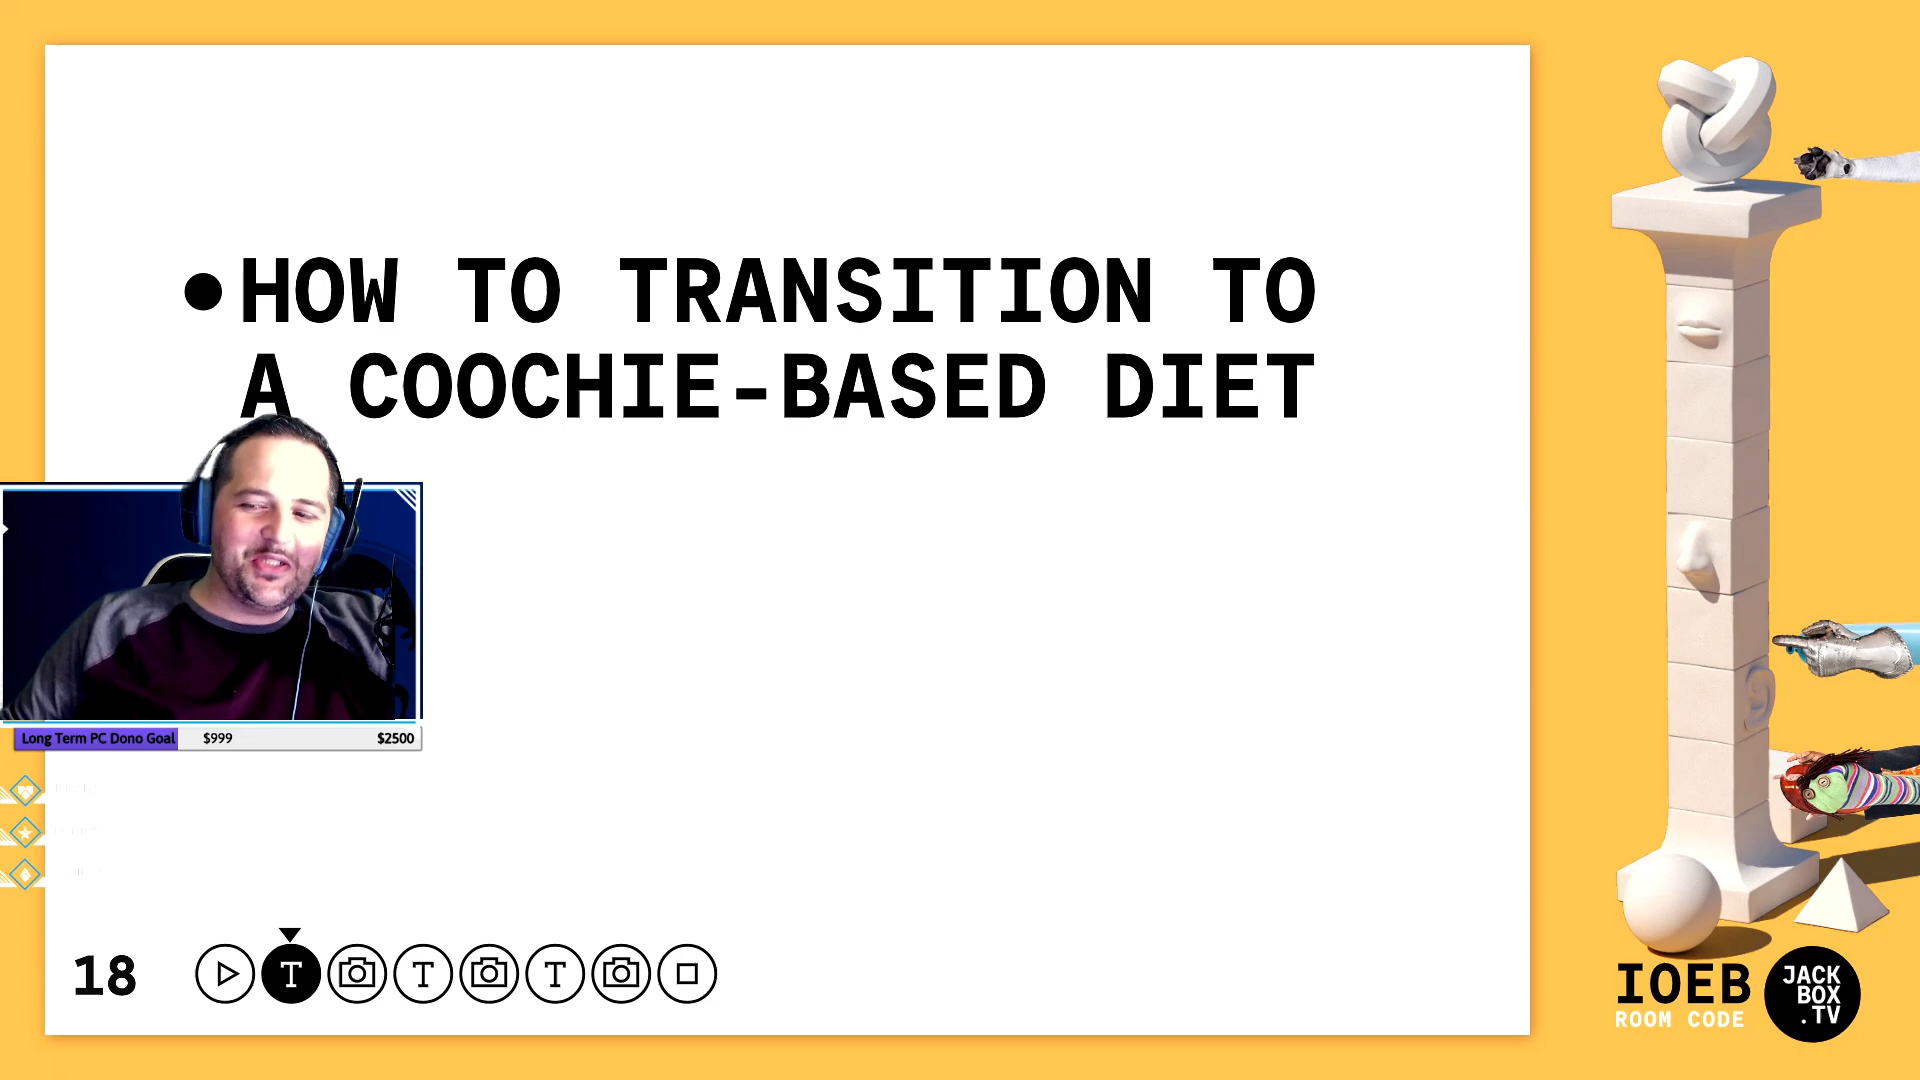 •HOW TO TRANSITION TO
A COOCHIE-BASED DIET
Long Term PC Dono Goal $999 $2500
18
T T T
IOEB
ROOM CODE
JACK
BOX
.TV